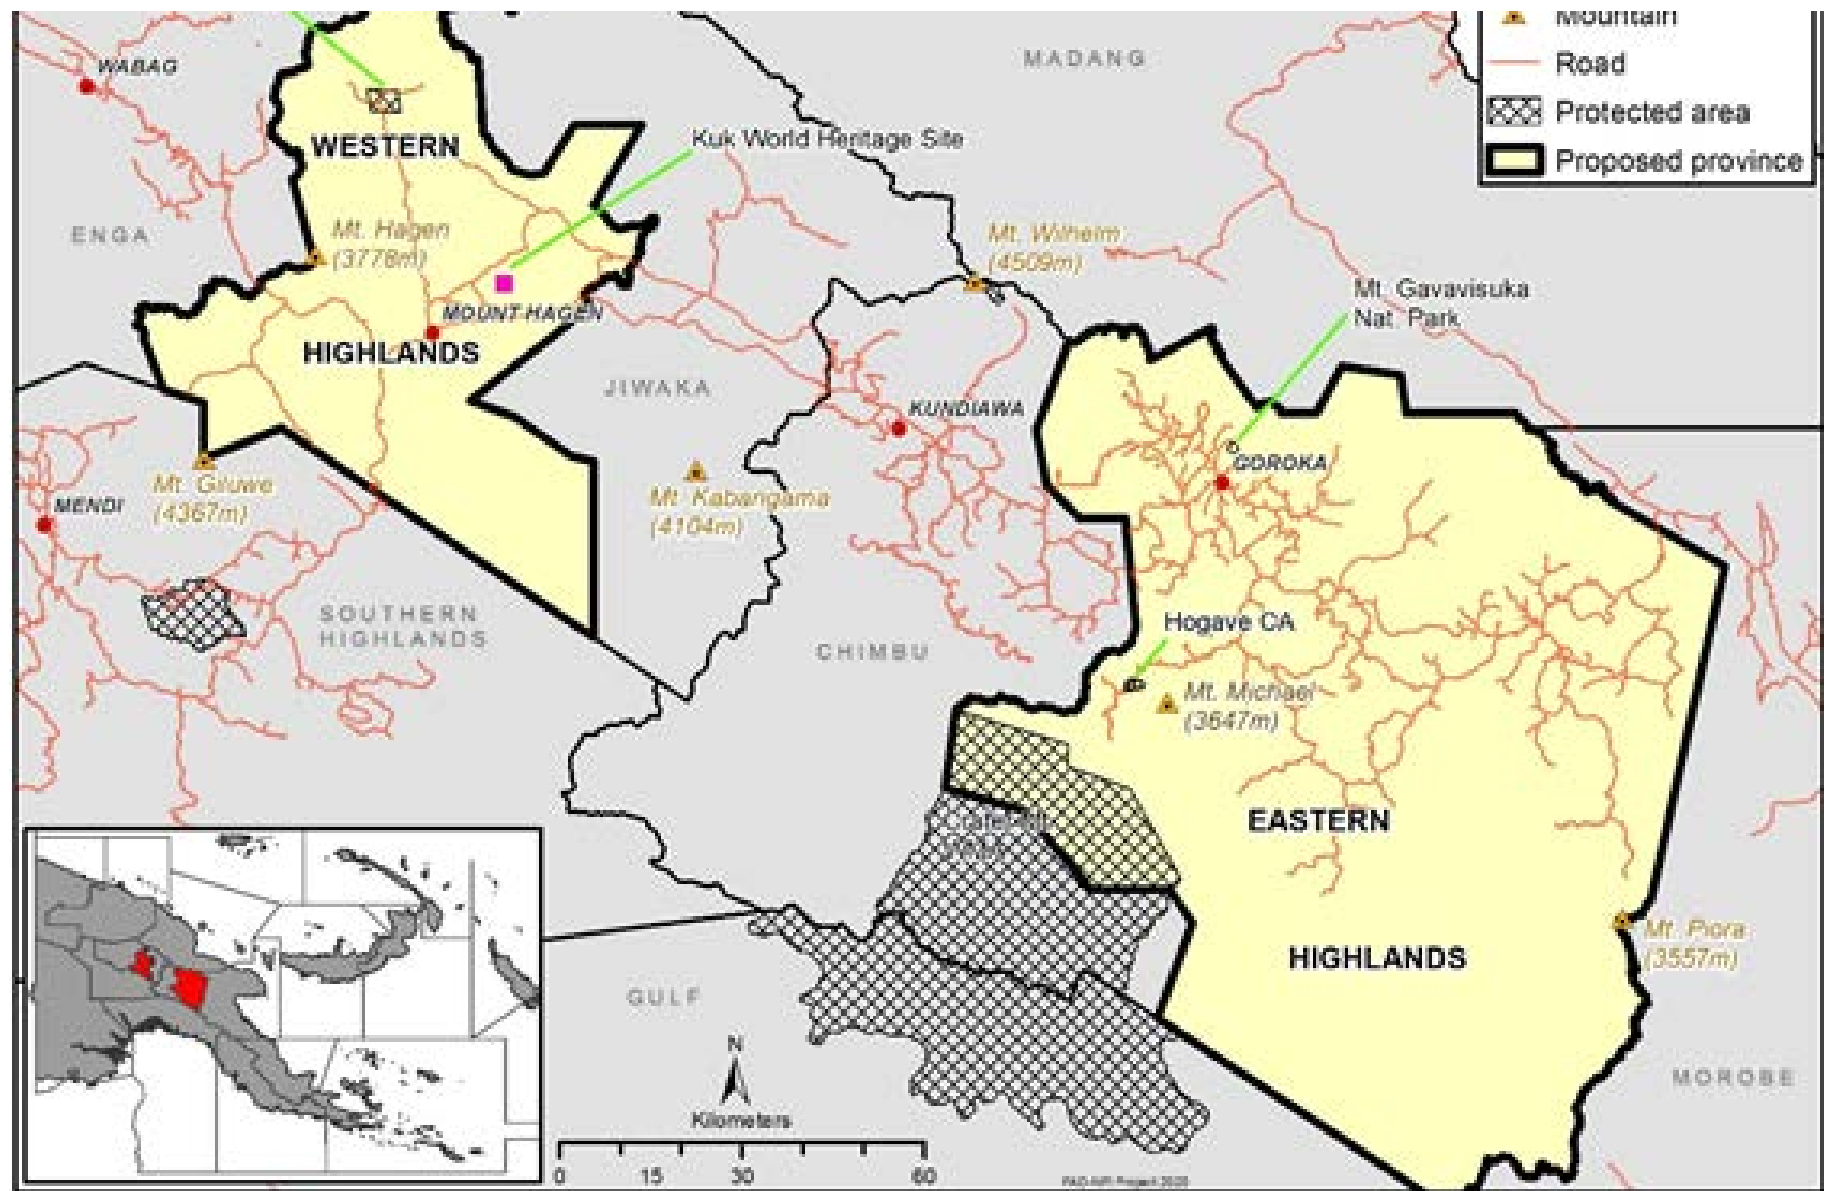 Mountain
Road
Protected area
Proposed province
MADANG
WABAG
WESTERN
Kuk World Heritage Site
ENGA
Mt. Hagen
(3778m)
Mt. Wilhelm
(4509m)
Mt. Gavavisuka
Nat. Park
MOUNT HAGEN
HIGHLANDS
JIWAKA
KUNDIAWA
GOROKA
Mt. Giluwe
(4367m)
MENDI
Mt. Kabangama
(4104m)
SOUTHERN
HIGHLANDS
CHIMBU
Hogave CA
Mt. Michael
(3647m)
EASTERN
HIGHLANDS
Mt. Piora
(3557m)
GULF
MOROBE
N
Kilometers
0 15 30 60
Project 2020